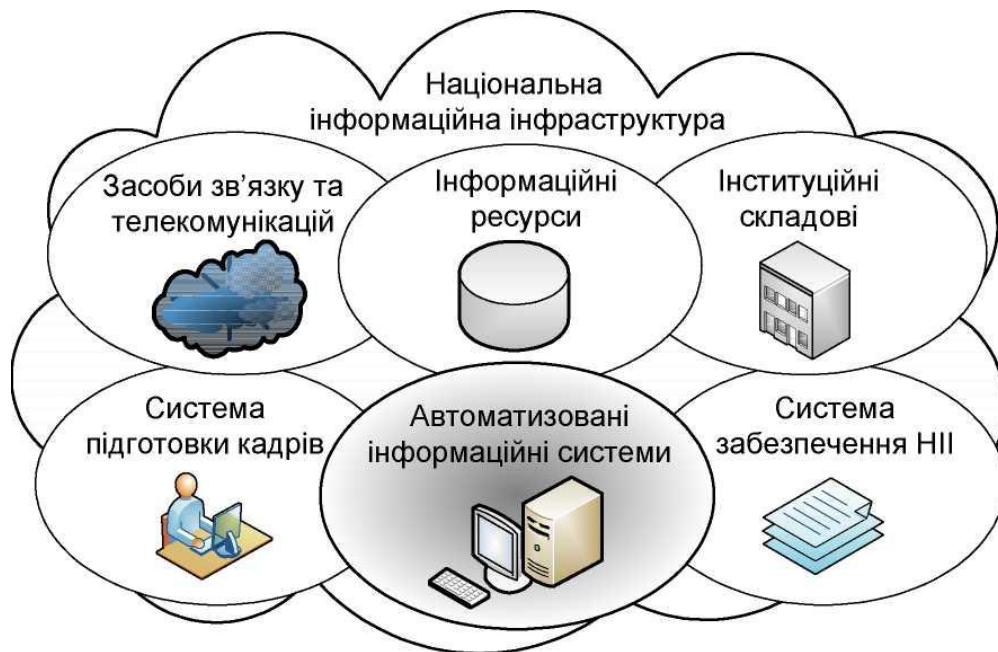 Національна
інформаційна інфраструктура
Засоби зв’язку та
телекомунікацій
Інформаційні
ресурси
Інституційні
складові
Система
підготовки кадрів
Автоматизовані
інформаційні системи
Система
забезпечення НІІ